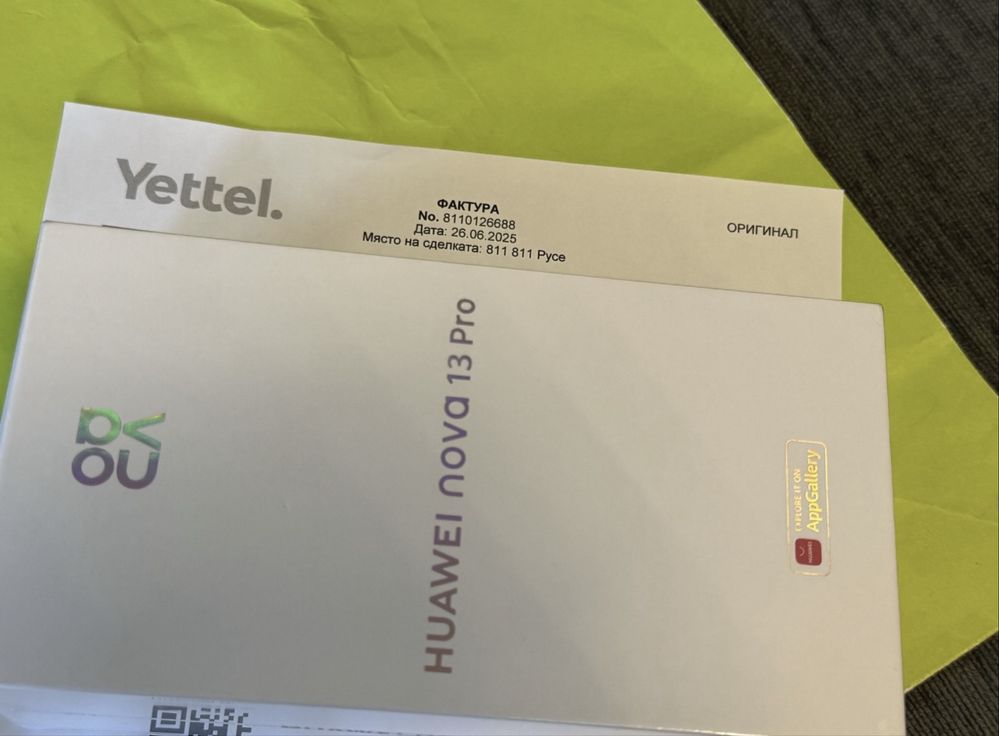 Yettel.
ФАКТУРА
No. 8110126688
Дата: 26.06.2025
Място на сделката: 811 811 Русе
ОРИГИНАЛ
nova
HUAWEI nova 13 Pro
EXPLORE IT ON
AppGallery
HUAWEI